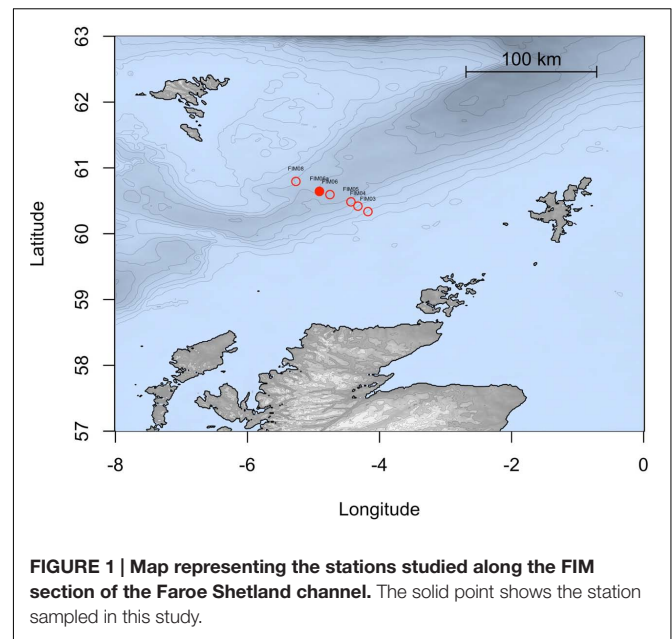 63
62
61
60
59
58
57
Latitude
100 km
FIM08
FIM06a
FIM06
FIM05
FIM04
FIM03
-8
-6
-4
-2
0
Longitude
FIGURE 1 | Map representing the stations studied along the FIM
section of the Faroe Shetland channel. The solid point shows the station
sampled in this study.